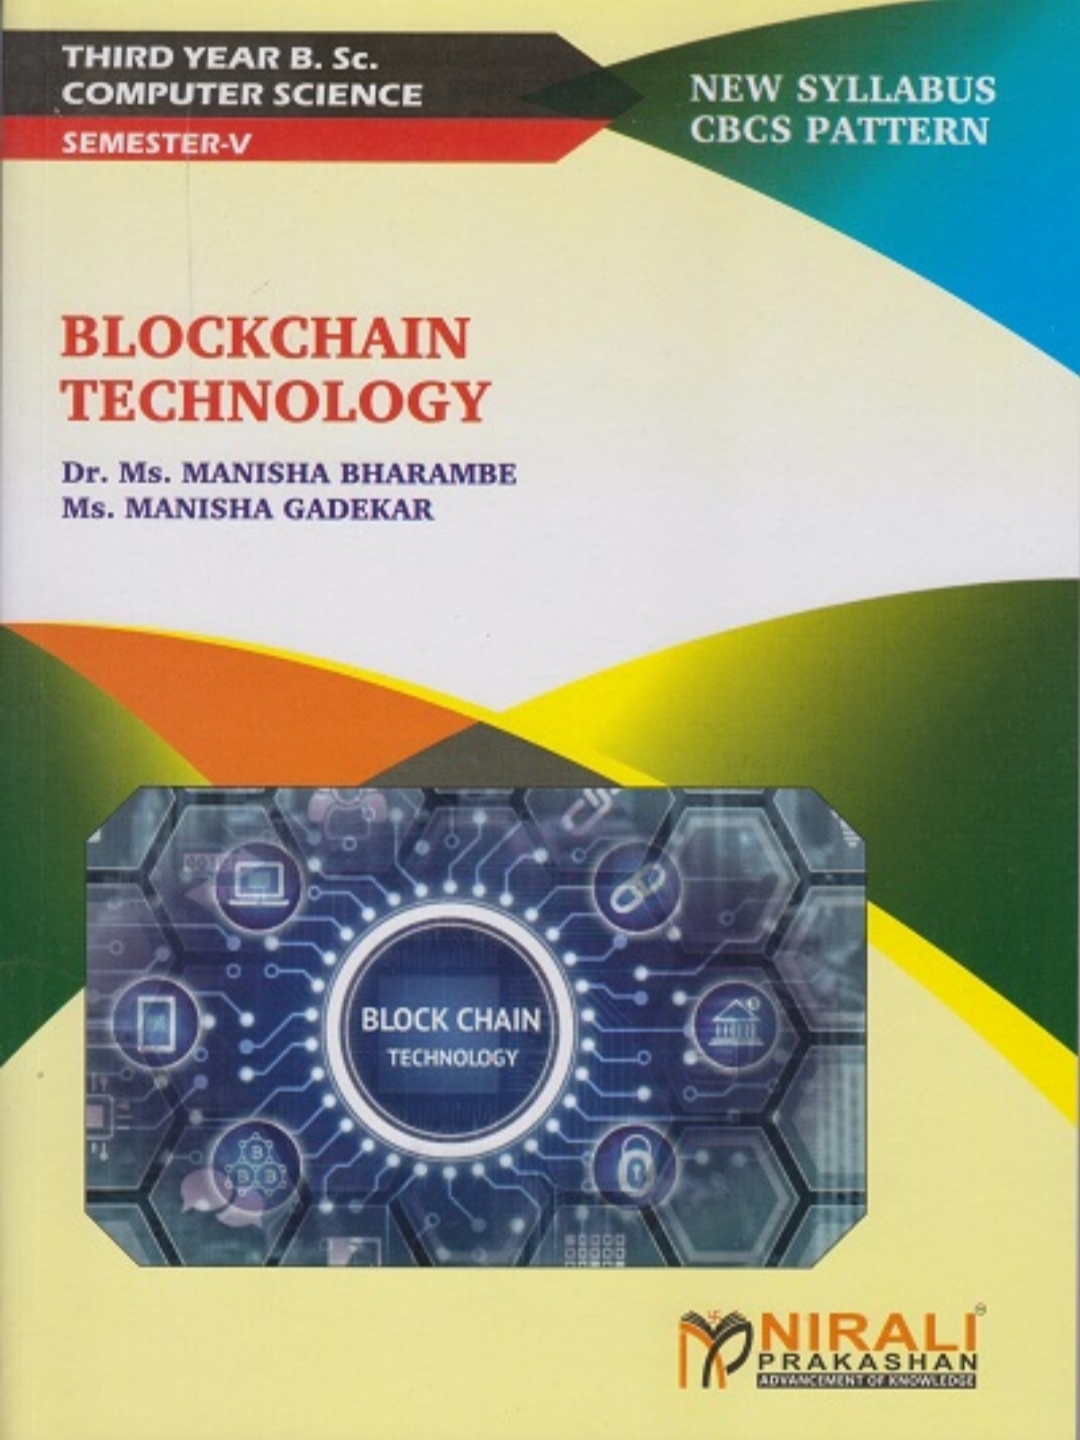 THIRD YEAR B. Sc.
COMPUTER SCIENCE
SEMESTER-V
NEW SYLLABUS
CBCS PATTERN
BLOCKCHAIN
TECHNOLOGY
Dr. Ms. MANISHA BHARAMBE
Ms. MANISHA GADEKAR
BLOCK CHAIN
TECHNOLOGY
NIRALI
PRAKASHAN
ADVANCEMENT OF KNOWLEDGE